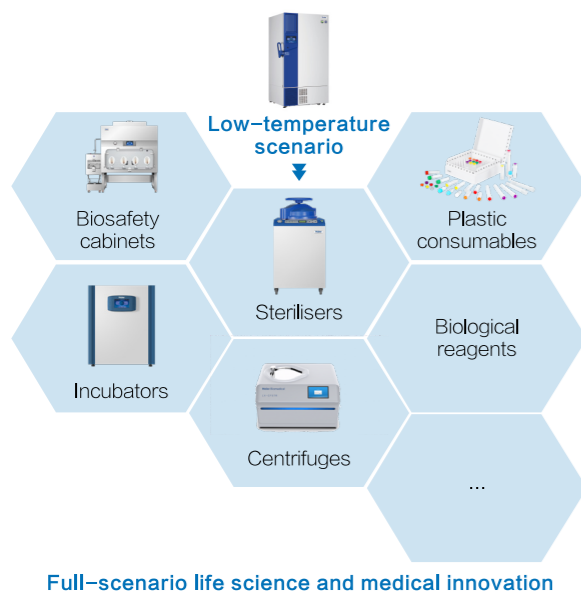 Low-temperature
scenario
Biosafety
cabinets
Plastic
consumables
Sterilisers
Incubators
Biological
reagents
Centrifuges
...
Full-scenario life science and medical innovation